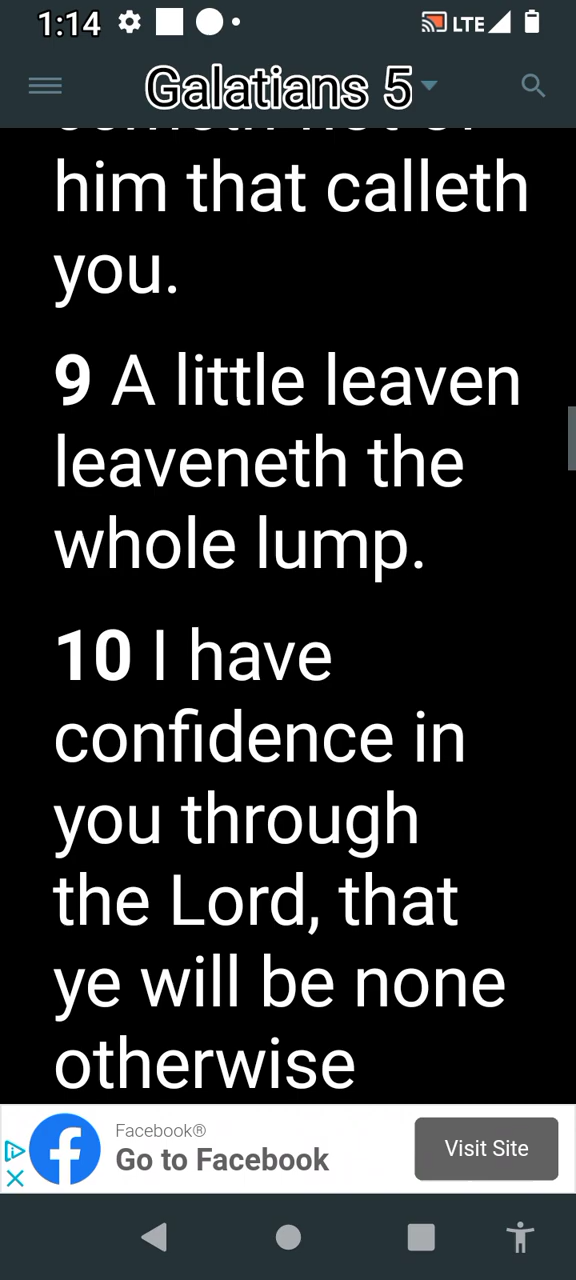 1:14 LTE
Galatians 5
him that calleth
you.
9 A little leaven
leaveneth the
whole lump.
10 I have
confidence in
you through
the Lord, that
ye will be none
otherwise
Facebook®
Go to Facebook
Visit Site